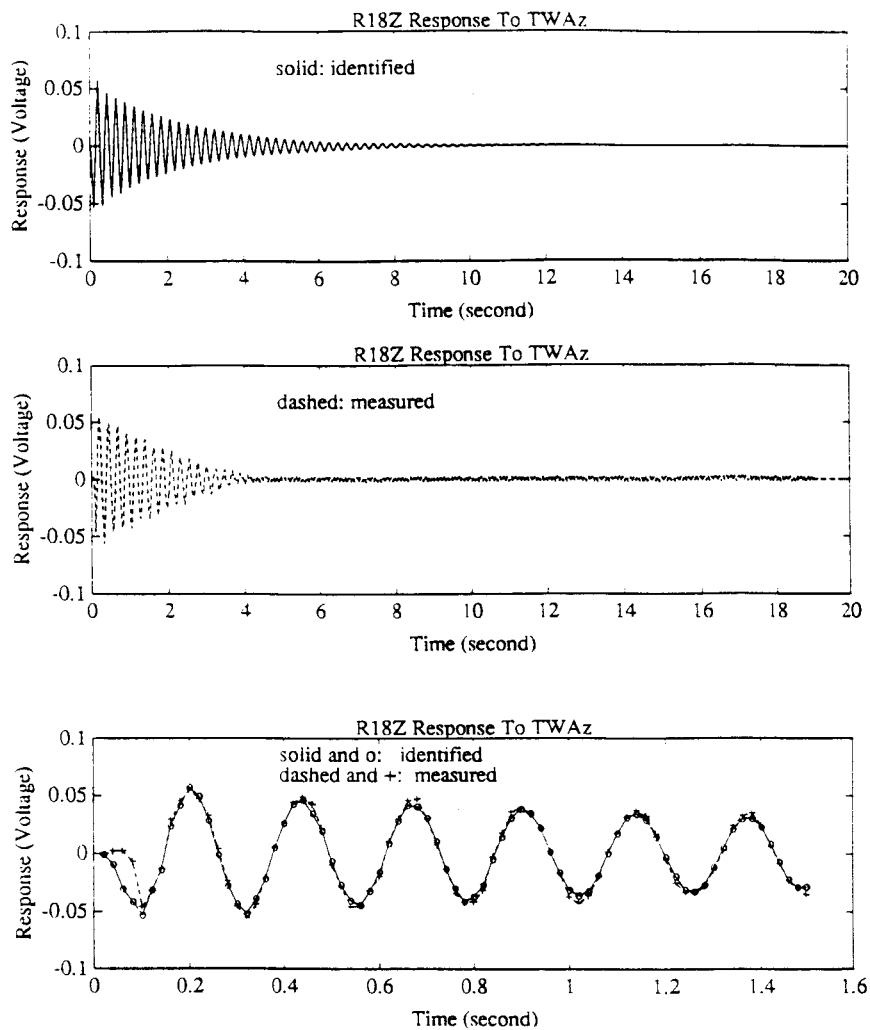 R18Z Response To TWAz
solid: identified
Response (Voltage)
0.1
0.05
0
-0.05
-0.1
0 2 4 6 8 10 12 14 16 18 20
Time (second)
R18Z Response To TWAz
dashed: measured
Response (Voltage)
0.1
0.05
0
-0.05
-0.1
0 2 4 6 8 10 12 14 16 18 20
Time (second)
R18Z Response To TWAz
solid and o: identified
dashed and +: measured
Response (Voltage)
0.1
0.05
0
-0.05
-0.1
0 0.2 0.4 0.6 0.8 1 1.2 1.4 1.6
Time (second)